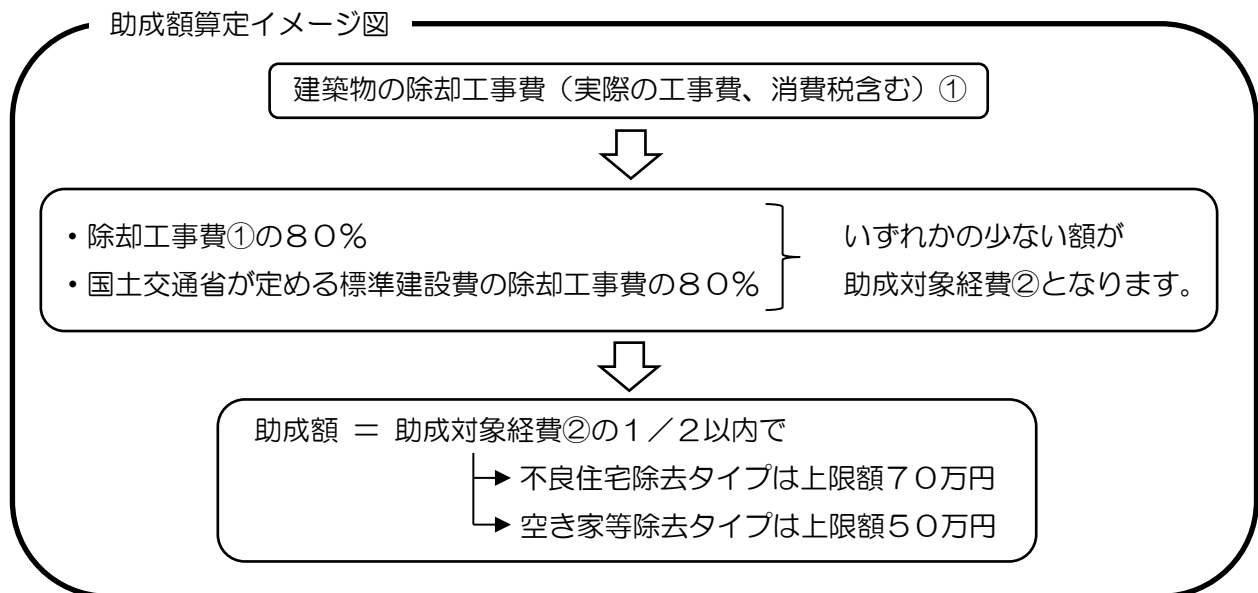 助成額算定イメージ図
建築物の除却工事費（実際の工事費、消費税含む）①
・除却工事費①の８０％
・国土交通省が定める標準建設費の除却工事費の８０％
いずれかの少ない額が
助成対象経費②となります。
助成額 ＝ 助成対象経費②の１／２以内で
不良住宅除去タイプは上限額７０万円
空き家等除去タイプは上限額５０万円